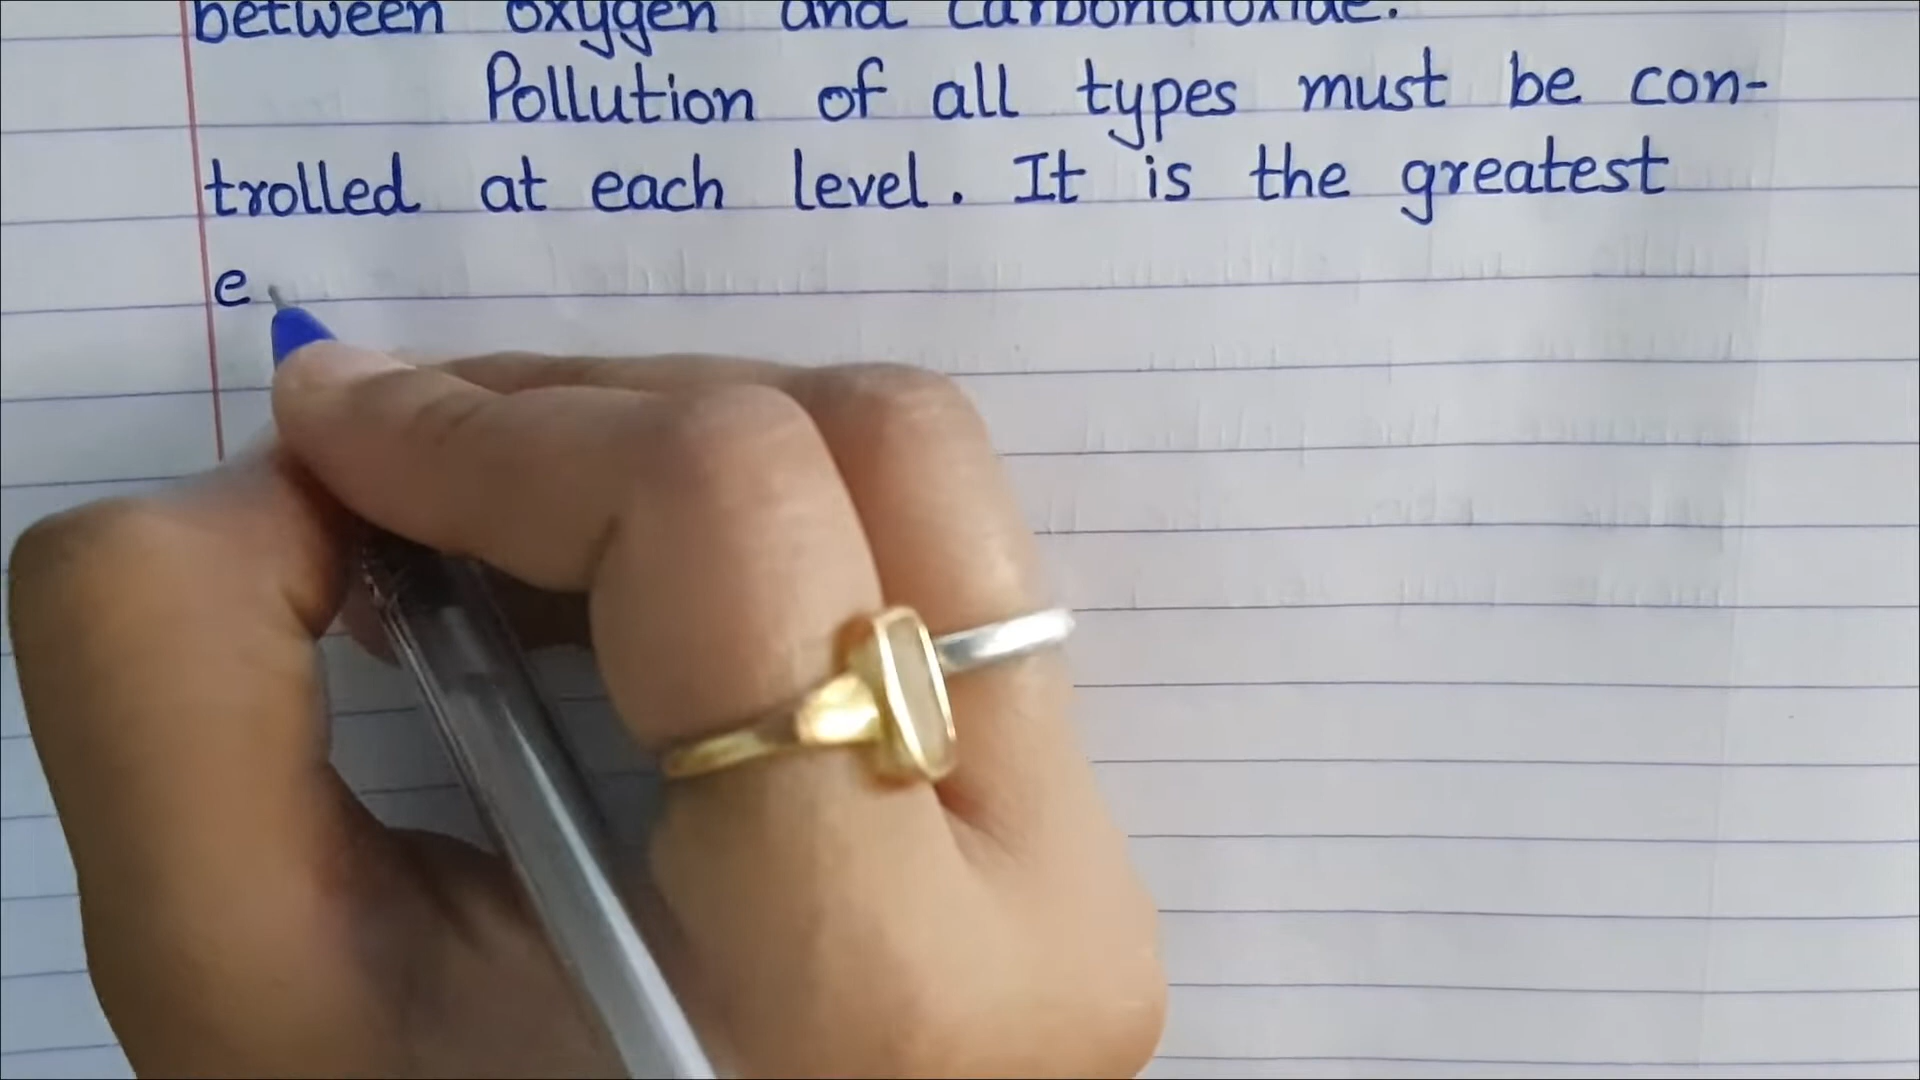 between oxygen and carbondioxide.
Pollution of all types must be con-
trolled at each level. It is the greatest
e